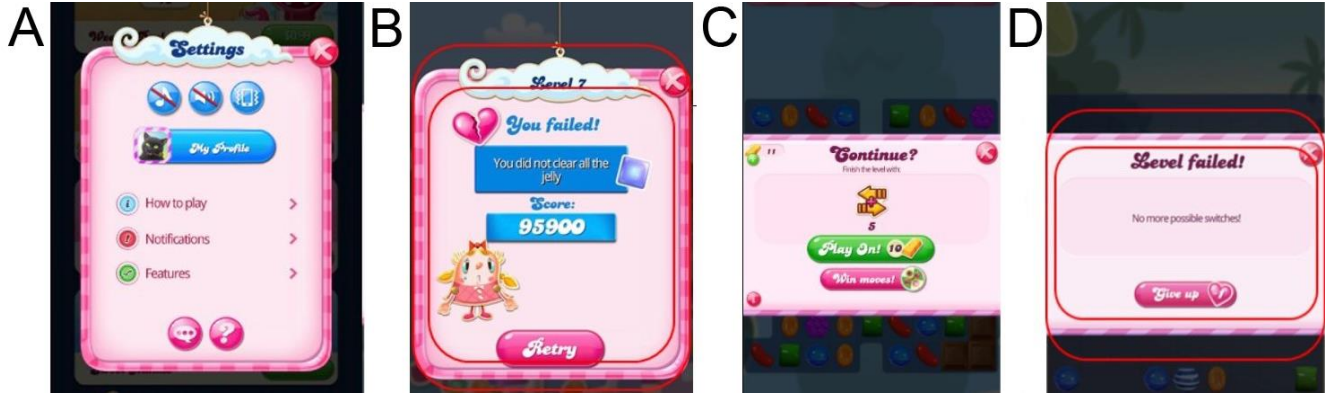 A
Settings
My Profile
How to play
Notifications
Features
?
B
Level 7
You failed!
You did not clear all the
jelly
Score:
95900
Retry
C
11
Continue?
Finish the level with:
5
Play On! 10
Win moves!
D
Level failed!
No more possible switches!
Give up